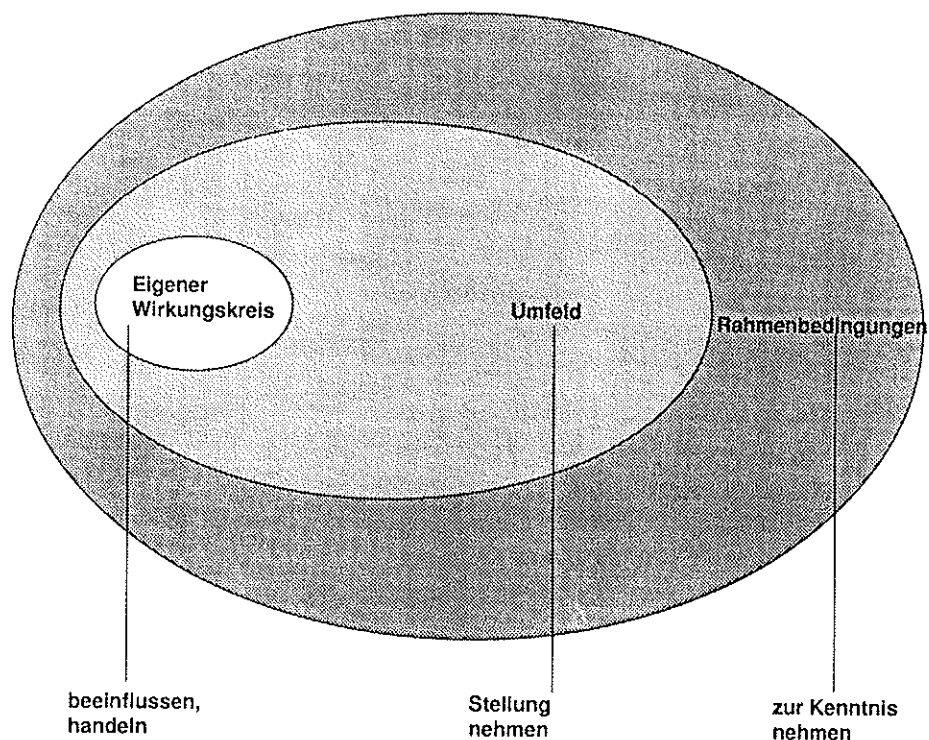 Eigener
Wirkungskreis
Umfeld
Rahmenbedingungen
beeinflussen,
handeln
Stellung
nehmen
zur Kenntnis
nehmen